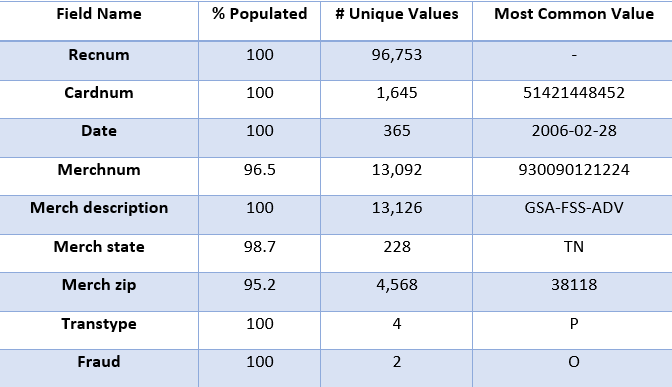 Field Name % Populated # Unique Values Most Common Value
Recnum 100 96,753 -
Cardnum 100 1,645 51421448452
Date 100 365 2006-02-28
Merchnum 96.5 13,092 930090121224
Merch description 100 13,126 GSA-FSS-ADV
Merch state 98.7 228 TN
Merch zip 95.2 4,568 38118
Transtype 100 4 P
Fraud 100 2 O